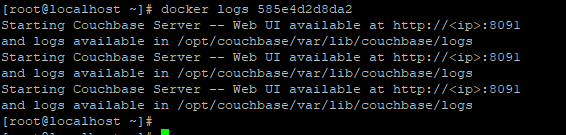 [root@localhost ~]# docker logs 585e4d2d8da2
Starting Couchbase Server -- Web UI available at http://<ip>:8091
and logs available in /opt/couchbase/var/lib/couchbase/logs
Starting Couchbase Server -- Web UI available at http://<ip>:8091
and logs available in /opt/couchbase/var/lib/couchbase/logs
Starting Couchbase Server -- Web UI available at http://<ip>:8091
and logs available in /opt/couchbase/var/lib/couchbase/logs
[root@localhost ~]#